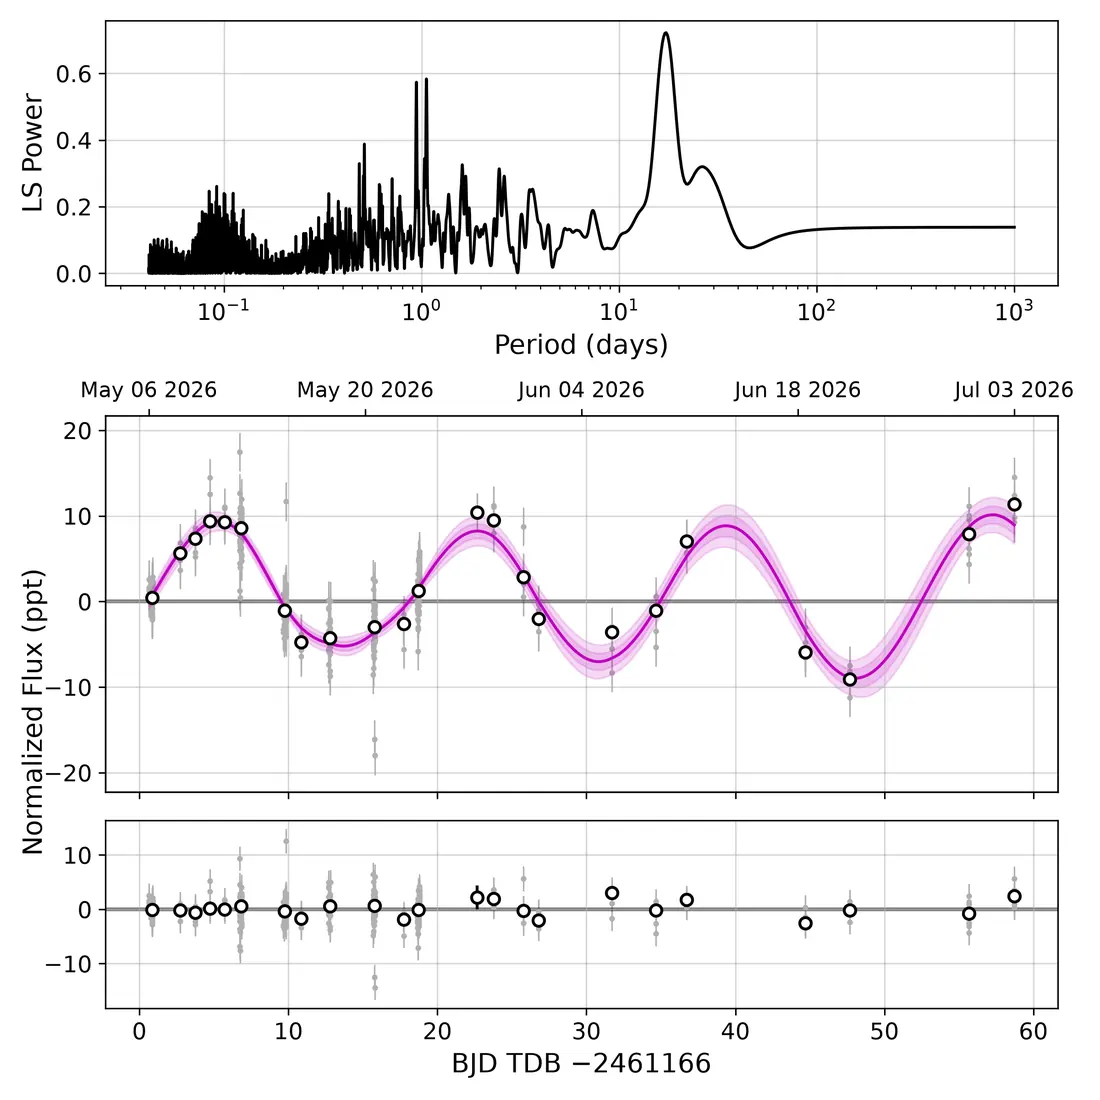 LS Power
0.6
0.4
0.2
0.0
10⁻¹ 10⁰ 10¹ 10² 10³
Period (days)
May 06 2026 May 20 2026 Jun 04 2026 Jun 18 2026 Jul 03 2026
Normalized Flux (ppt)
20
10
0
−10
−20
10
0
−10
0 10 20 30 40 50 60
BJD TDB −2461166